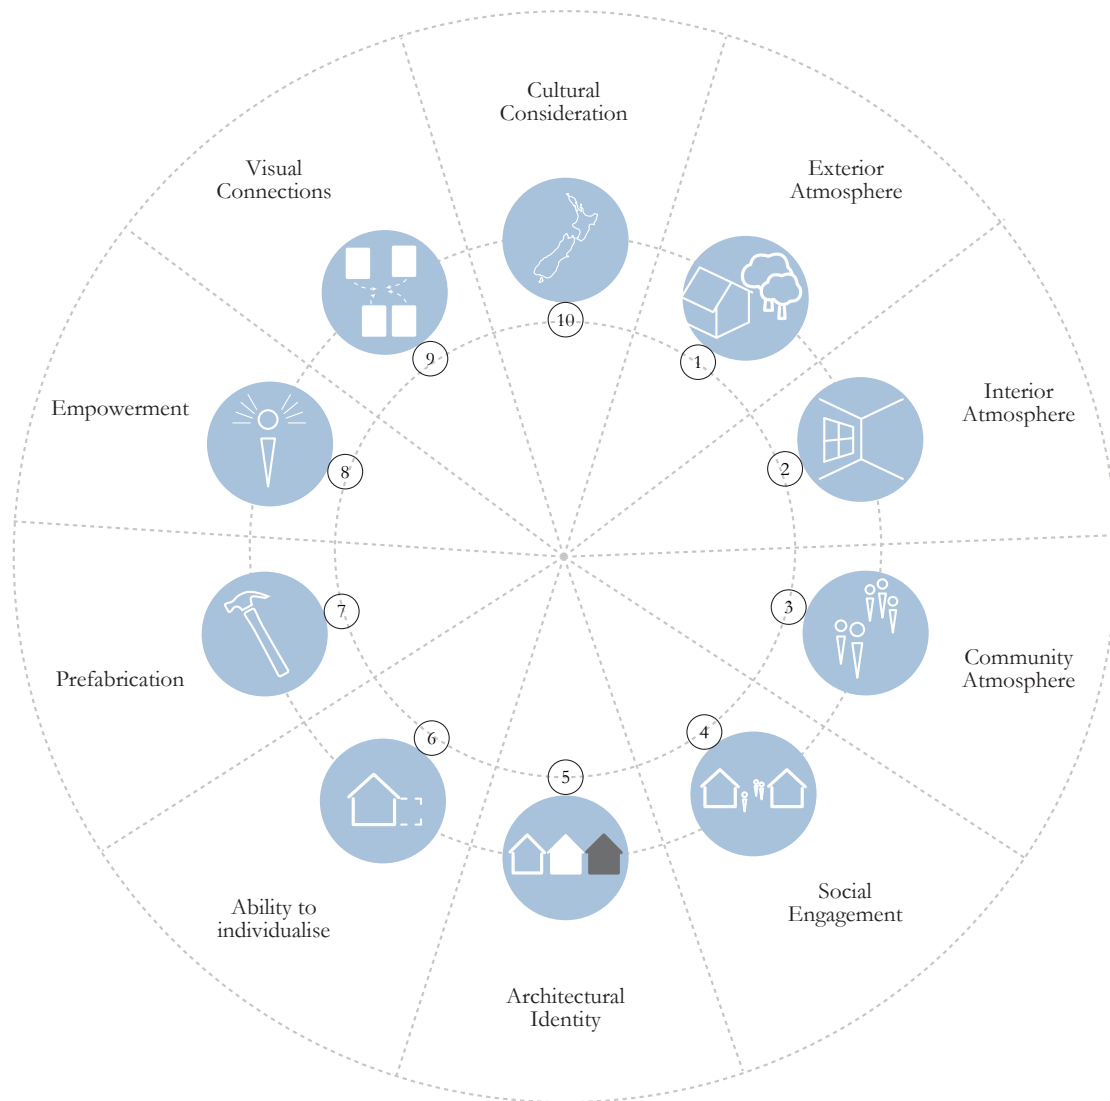 Cultural
Consideration
10
Exterior
Atmosphere
1
Interior
Atmosphere
2
Community
Atmosphere
3
Social
Engagement
4
Architectural
Identity
5
Ability to
individualise
6
Prefabrication
7
Empowerment
8
Visual
Connections
9